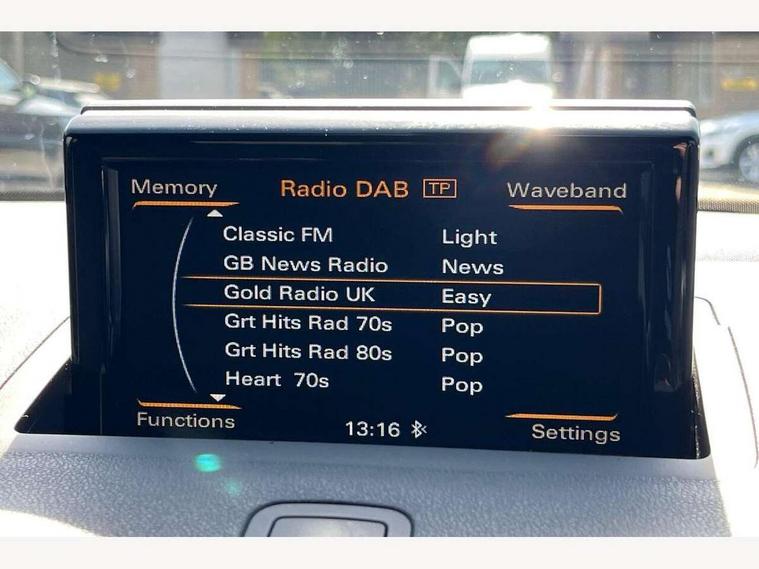 Memory Radio DAB TP Waveband
Classic FM Light
GB News Radio News
Gold Radio UK Easy
Grt Hits Rad 70s Pop
Grt Hits Rad 80s Pop
Heart 70s Pop
Functions 13:16 Settings